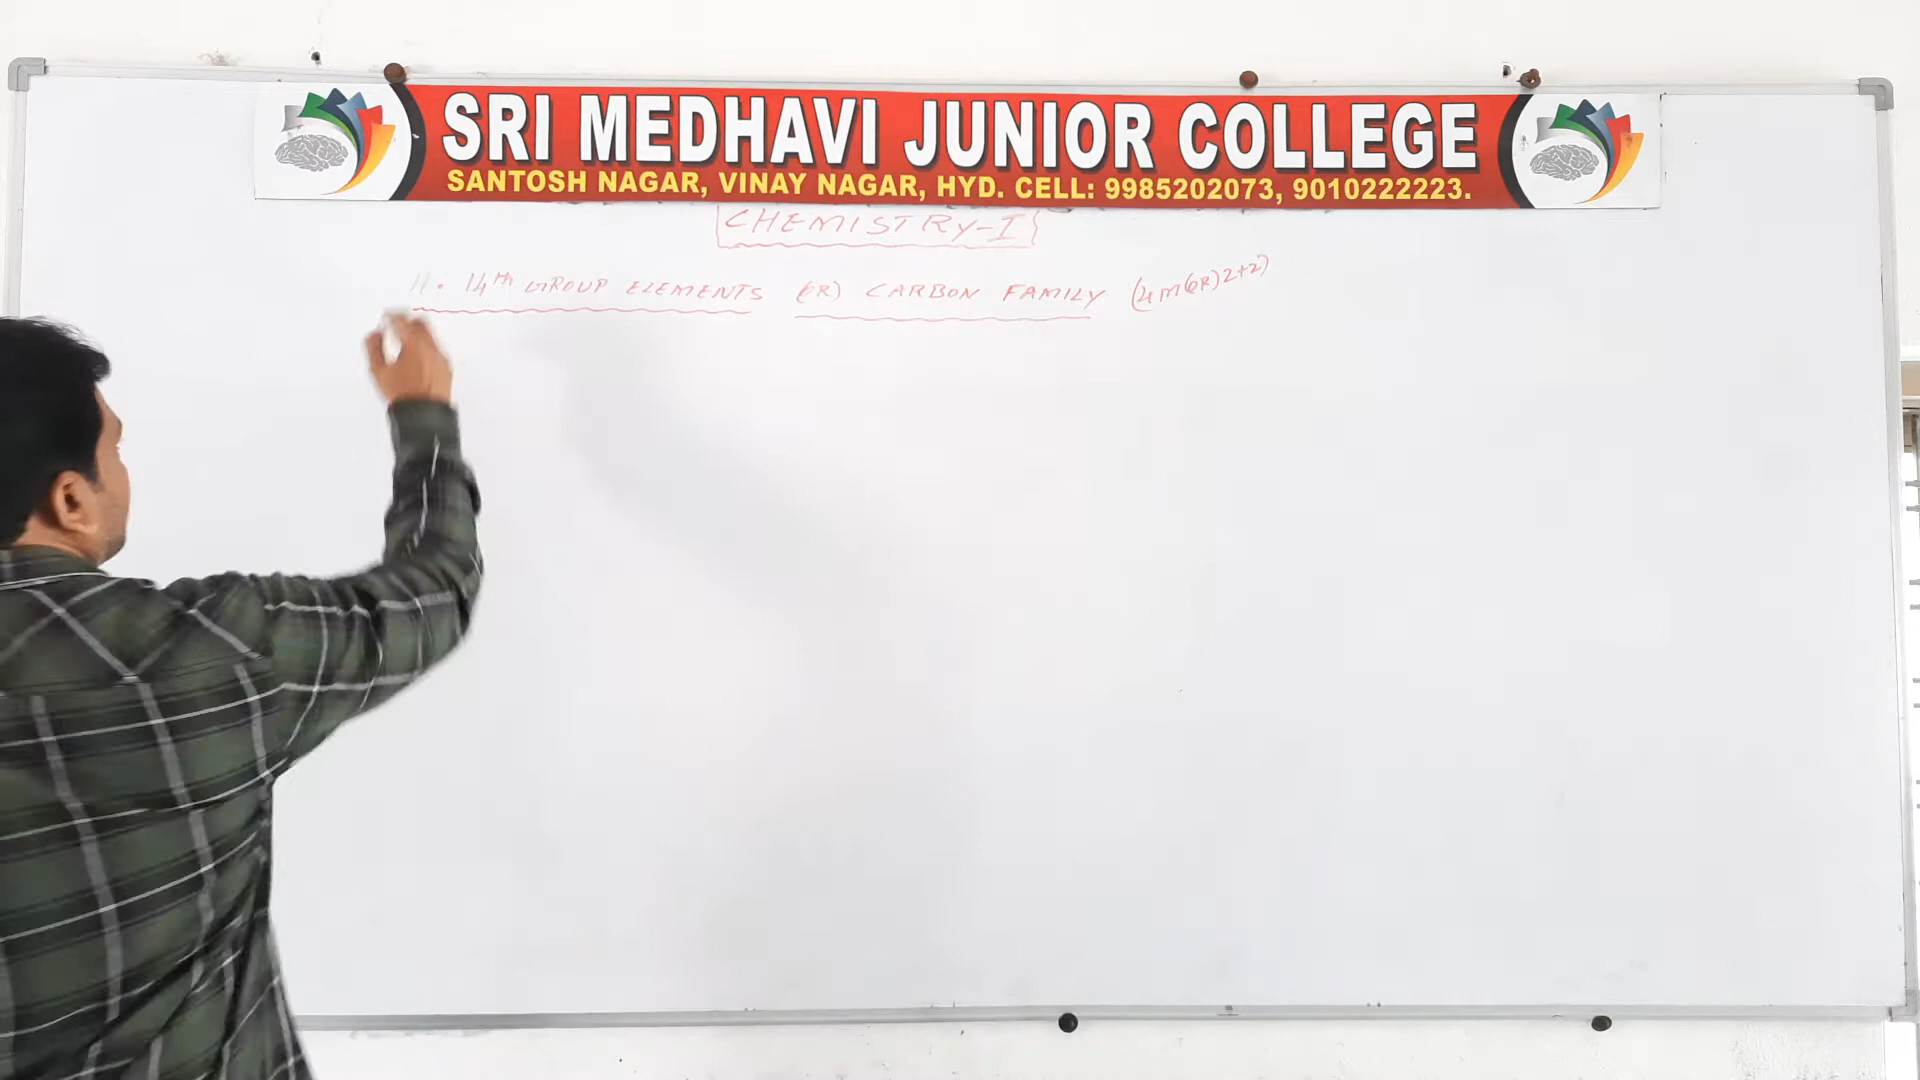 SRI MEDHAVI JUNIOR COLLEGE
SANTOSH NAGAR, VINAY NAGAR, HYD. CELL: 9985202073, 9010222223.
CHEMISTRY-I
11. 14th GROUP ELEMENTS (OR) CARBON FAMILY (4M(OR)2+2)